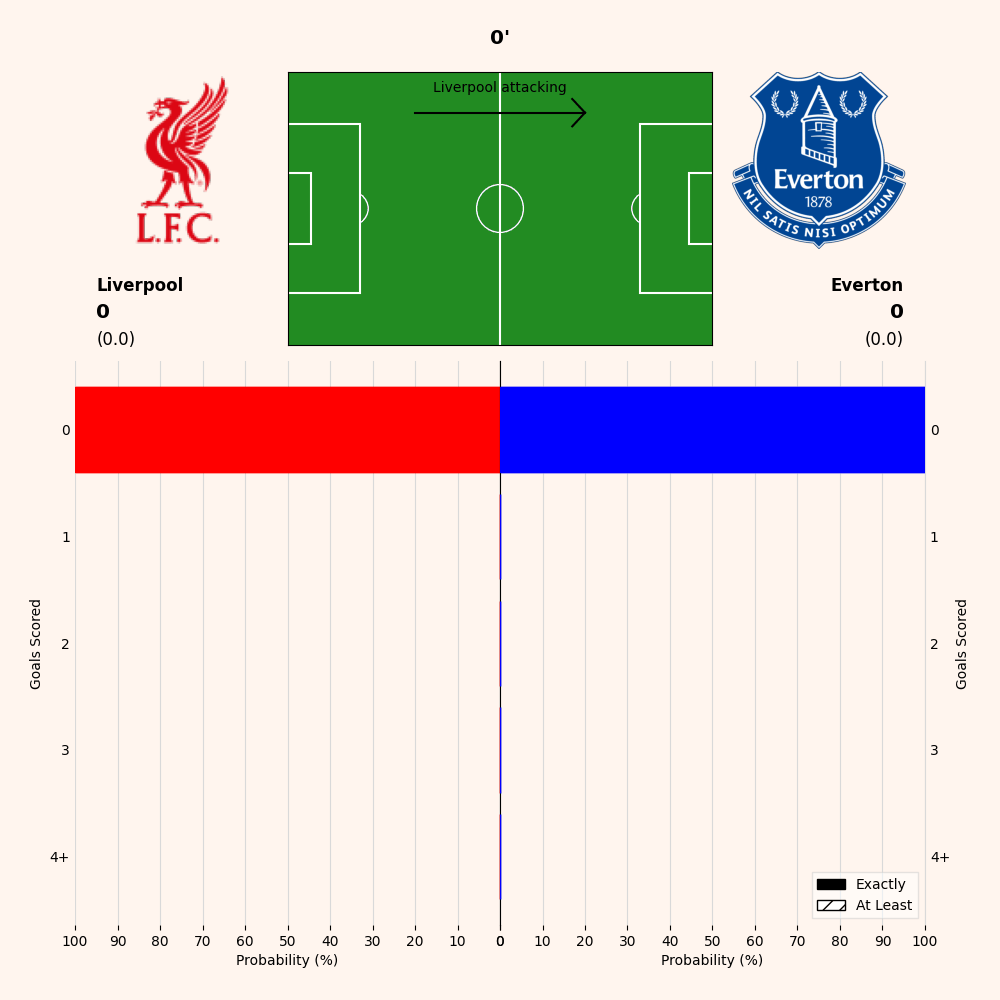 0'
Liverpool attacking
L.F.C.
Everton
1878
NIL SATIS NISI OPTIMUM
Liverpool
0
(0.0)
Everton
0
(0.0)
0
1
2
3
4+
Goals Scored
0
1
2
3
4+
Goals Scored
Exactly
At Least
100 90 80 70 60 50 40 30 20 10 0
0 10 20 30 40 50 60 70 80 90 100
Probability (%)
Probability (%)